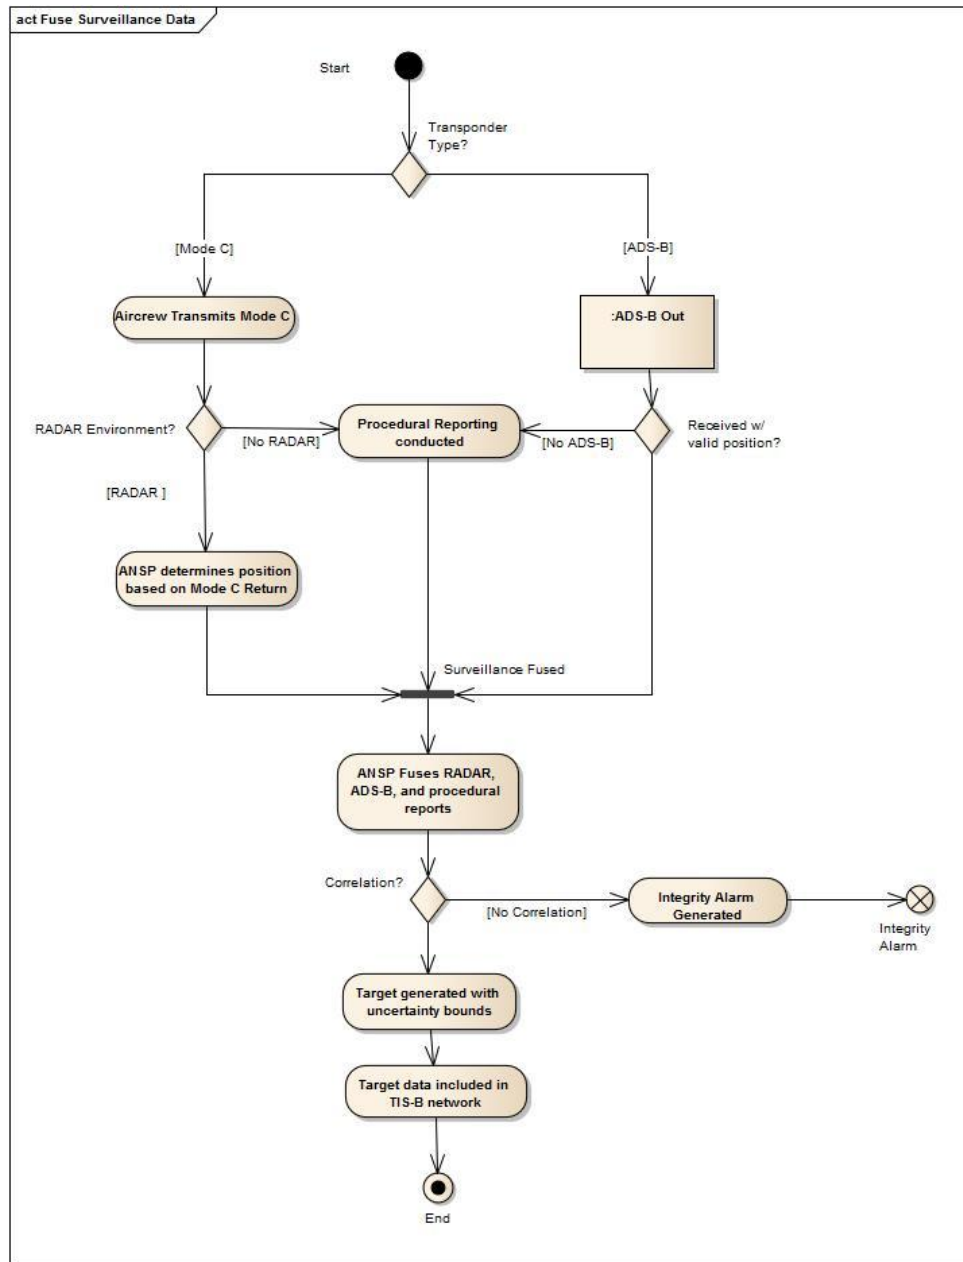 act Fuse Surveillance Data
Start
Transponder
Type?
[Mode C]
[ADS-B]
Aircrew Transmits Mode C
:ADS-B Out
RADAR Environment?
[No RADAR]
Procedural Reporting
conducted
[No ADS-B]
Received w/
valid position?
[RADAR ]
ANSP determines position
based on Mode C Return
Surveillance Fused
ANSP Fuses RADAR,
ADS-B, and procedural
reports
Correlation?
[No Correlation]
Integrity Alarm
Generated
Integrity
Alarm
Target generated with
uncertainty bounds
Target data included in
TIS-B network
End